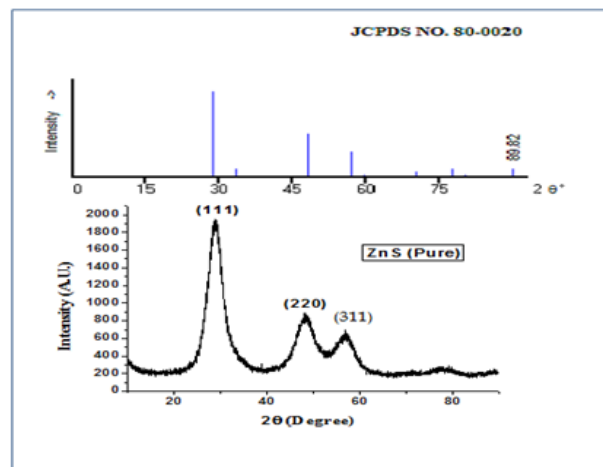 JCPDS NO. 80-0020
Intensity ->
89.82
0 15 30 45 60 75 2 θ°
(111)
ZnS (Pure)
(220)
(311)
Intensity (A.U.)
2000
1800
1600
1400
1200
1000
800
600
400
200
0
20 40 60 80
2θ (Degree)